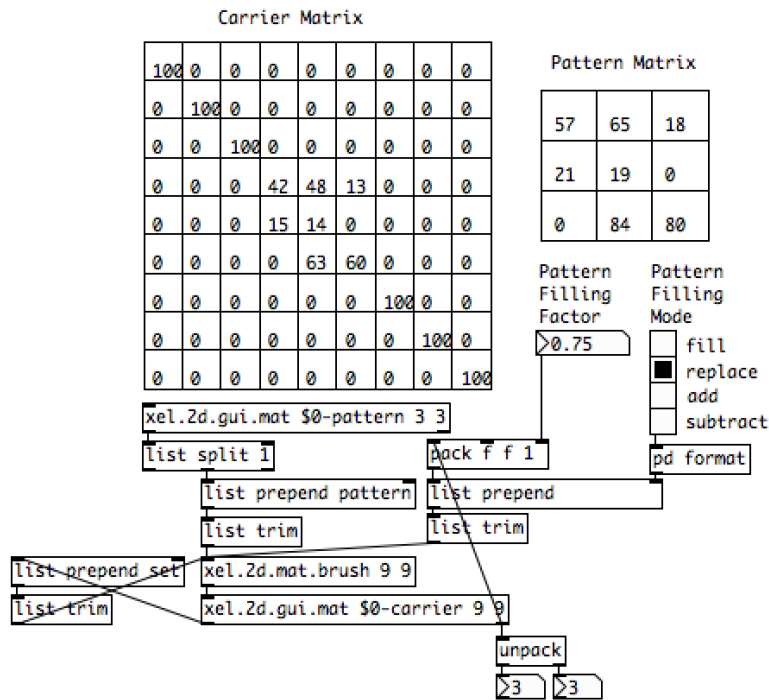 Carrier Matrix
100 0 0 0 0 0 0 0 0
0 100 0 0 0 0 0 0 0
0 0 100 0 0 0 0 0 0
0 0 0 42 48 13 0 0 0
0 0 0 15 14 0 0 0 0
0 0 0 0 63 60 0 0 0
0 0 0 0 0 0 100 0 0
0 0 0 0 0 0 0 100 0
0 0 0 0 0 0 0 0 100
Pattern Matrix
57 65 18
21 19 0
0 84 80
Pattern
Filling
Factor
0.75
Pattern
Filling
Mode
fill
replace
add
subtract
xel.2d.gui.mat $0-pattern 3 3
list split 1
pack f f 1
pd format
list prepend pattern
list prepend
list trim
list trim
list prepend set
xel.2d.mat.brush 9 9
list trim
xel.2d.gui.mat $0-carrier 9 9
unpack
3
3